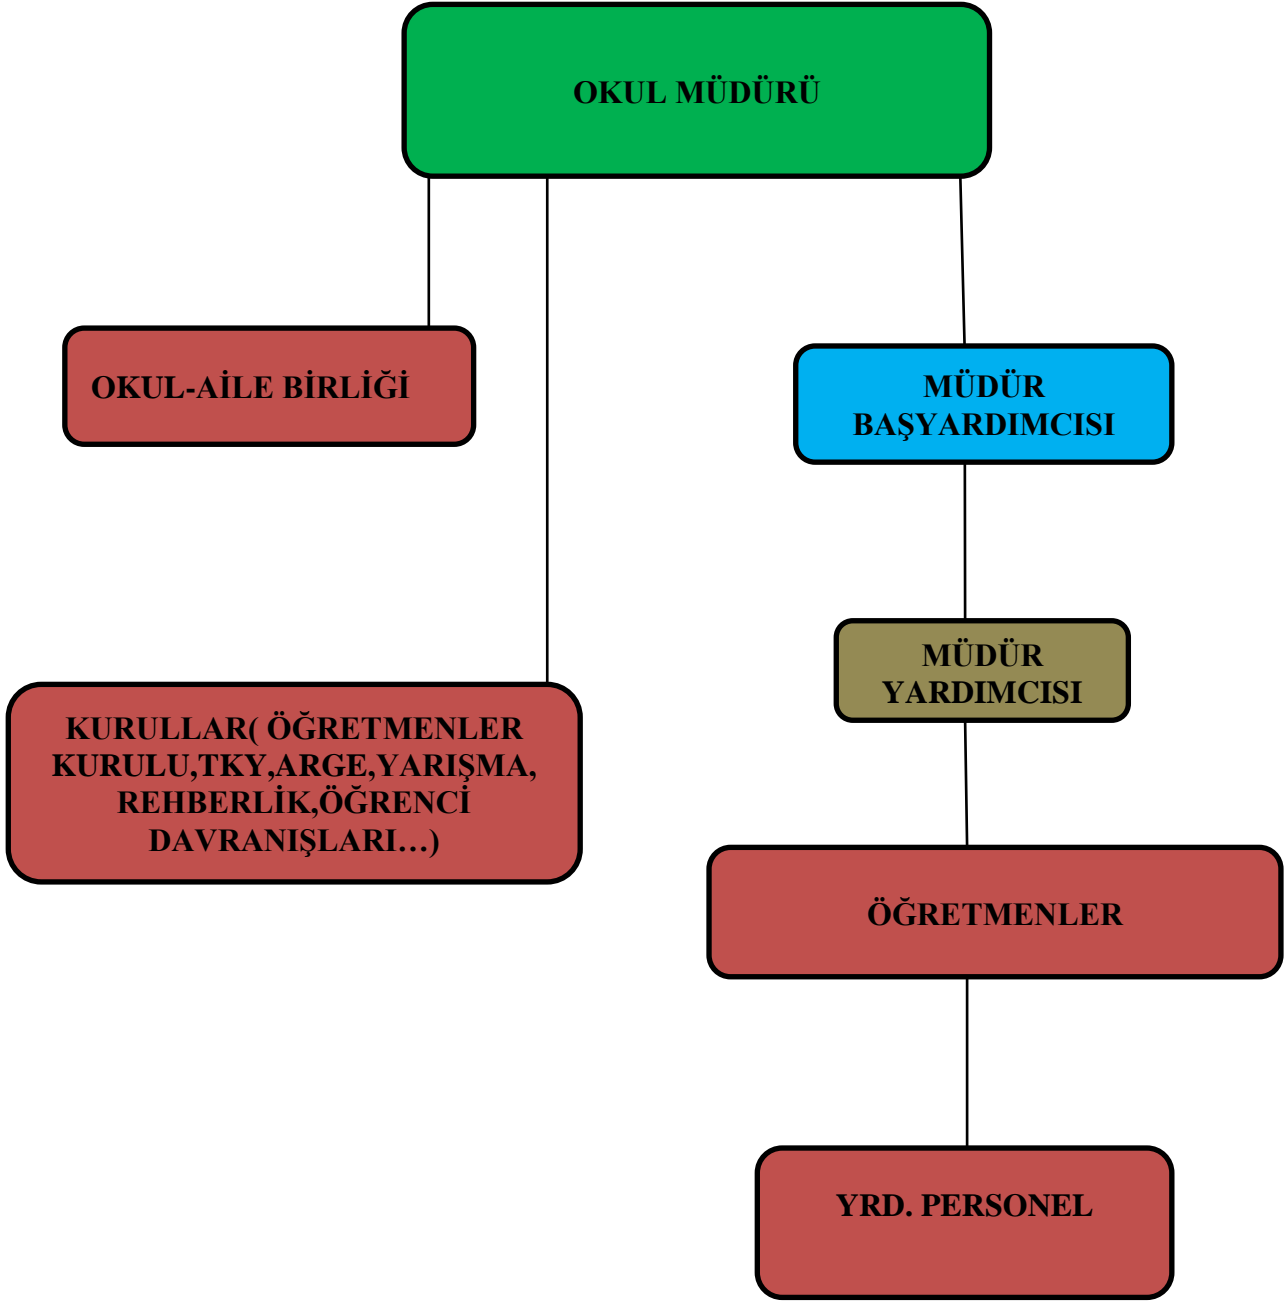 OKUL MÜDÜRÜ
OKUL-AİLE BİRLİĞİ
MÜDÜR
BAŞYARDIMCISI
MÜDÜR
YARDIMCISI
KURULLAR( ÖĞRETMENLER
KURULU,TKY,ARGE,YARIŞMA,
REHBERLİK,ÖĞRENCİ
DAVRANIŞLARI…)
ÖĞRETMENLER
YRD. PERSONEL